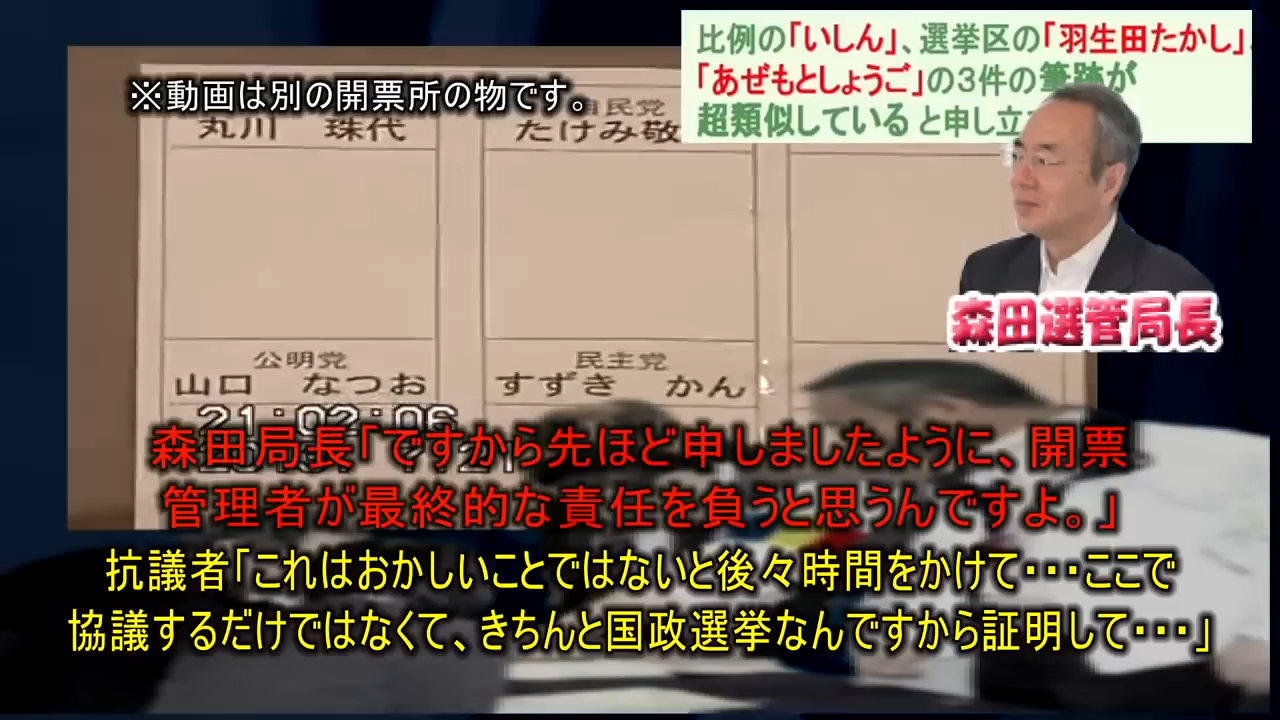 比例の「いしん」、選挙区の「羽生田たかし」、
「あぜもとしょうご」の3件の筆跡が
超類似していると申し立
※動画は別の開票所の物です。
自民党
丸川 珠代
たけみ敬
森田選管局長
公明党
民主党
山口 なつお
すずき かん
21:02:06
森田局長「ですから先ほど申しましたように、開票
管理者が最終的な責任を負うと思うんですよ。」
抗議者「これはおかしいことではないと後々時間をかけて・・・ここで
協議するだけではなくて、きちんと国政選挙なんですから証明して・・・」